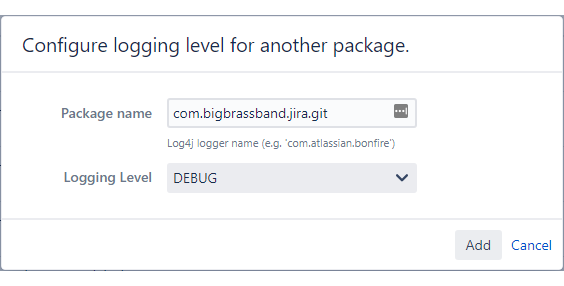 Configure logging level for another package.
Package name com.bigbrassband.jira.git
Log4j logger name (e.g. 'com.atlassian.bonfire')
Logging Level DEBUG
Add Cancel